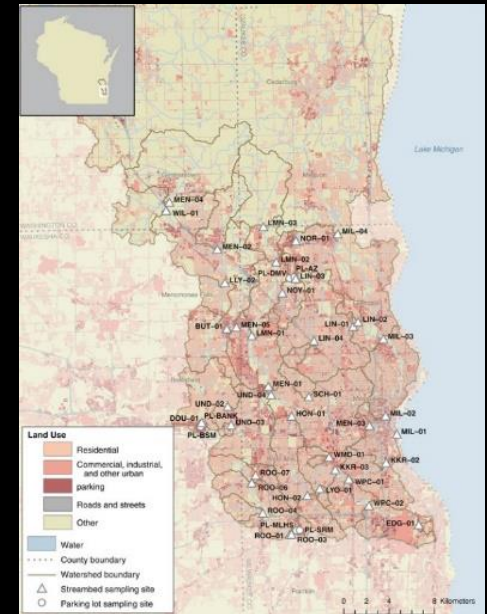 Lake Michigan
MEN-04
WIL-01
LMN-03
NOR-01
MIL-04
MEN-02
LMN-02
PL-AZ
PL-DMV
LIN-03
LLY-02
NOY-01
BUT-01
MEN-05
LMN-01
LIN-01
LIN-02
LIN-04
MIL-03
MEN-01
UND-04
SCH-01
UND-02
DOU-01
PL-BANK
UND-03
HON-01
MIL-02
PL-BSM
MEN-03
MIL-01
WMD-01
KKR-03
KKR-02
ROO-07
ROO-06
LYO-01
WPC-01
HON-02
ROO-04
WPC-02
PL-MLHS
PL-SRM
EDG-01
ROO-01
ROO-03
Land Use
Residential
Commercial, industrial,
and other urban
parking
Roads and streets
Other
Water
County boundary
Watershed boundary
Streambed sampling site
Parking lot sampling site
0 2 4 8 Kilometers